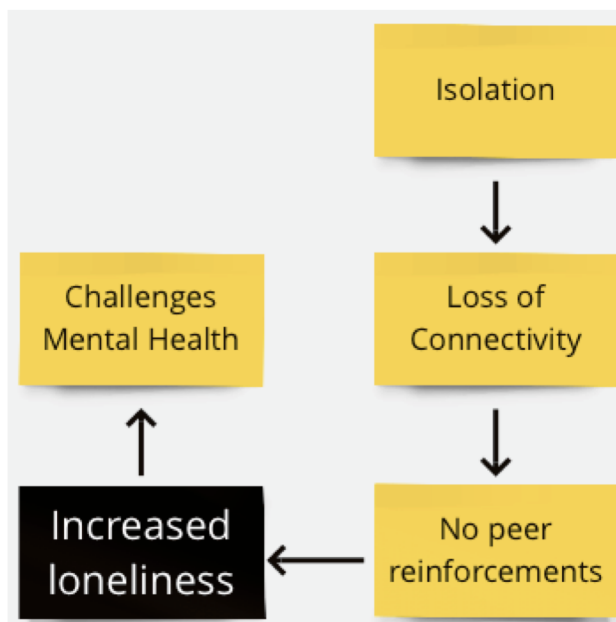 Isolation
Loss of
Connectivity
No peer
reinforcements
Increased
loneliness
Challenges
Mental Health